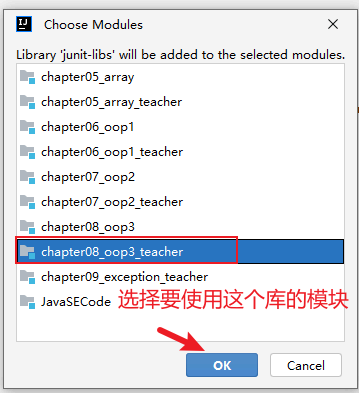 Choose Modules
Library 'junit-libs' will be added to the selected modules.
chapter05_array
chapter05_array_teacher
chapter06_oop1
chapter06_oop1_teacher
chapter07_oop2
chapter07_oop2_teacher
chapter08_oop3
chapter08_oop3_teacher
chapter09_exception_teacher
JavaSECode
选择要使用这个库的模块
OK
Cancel